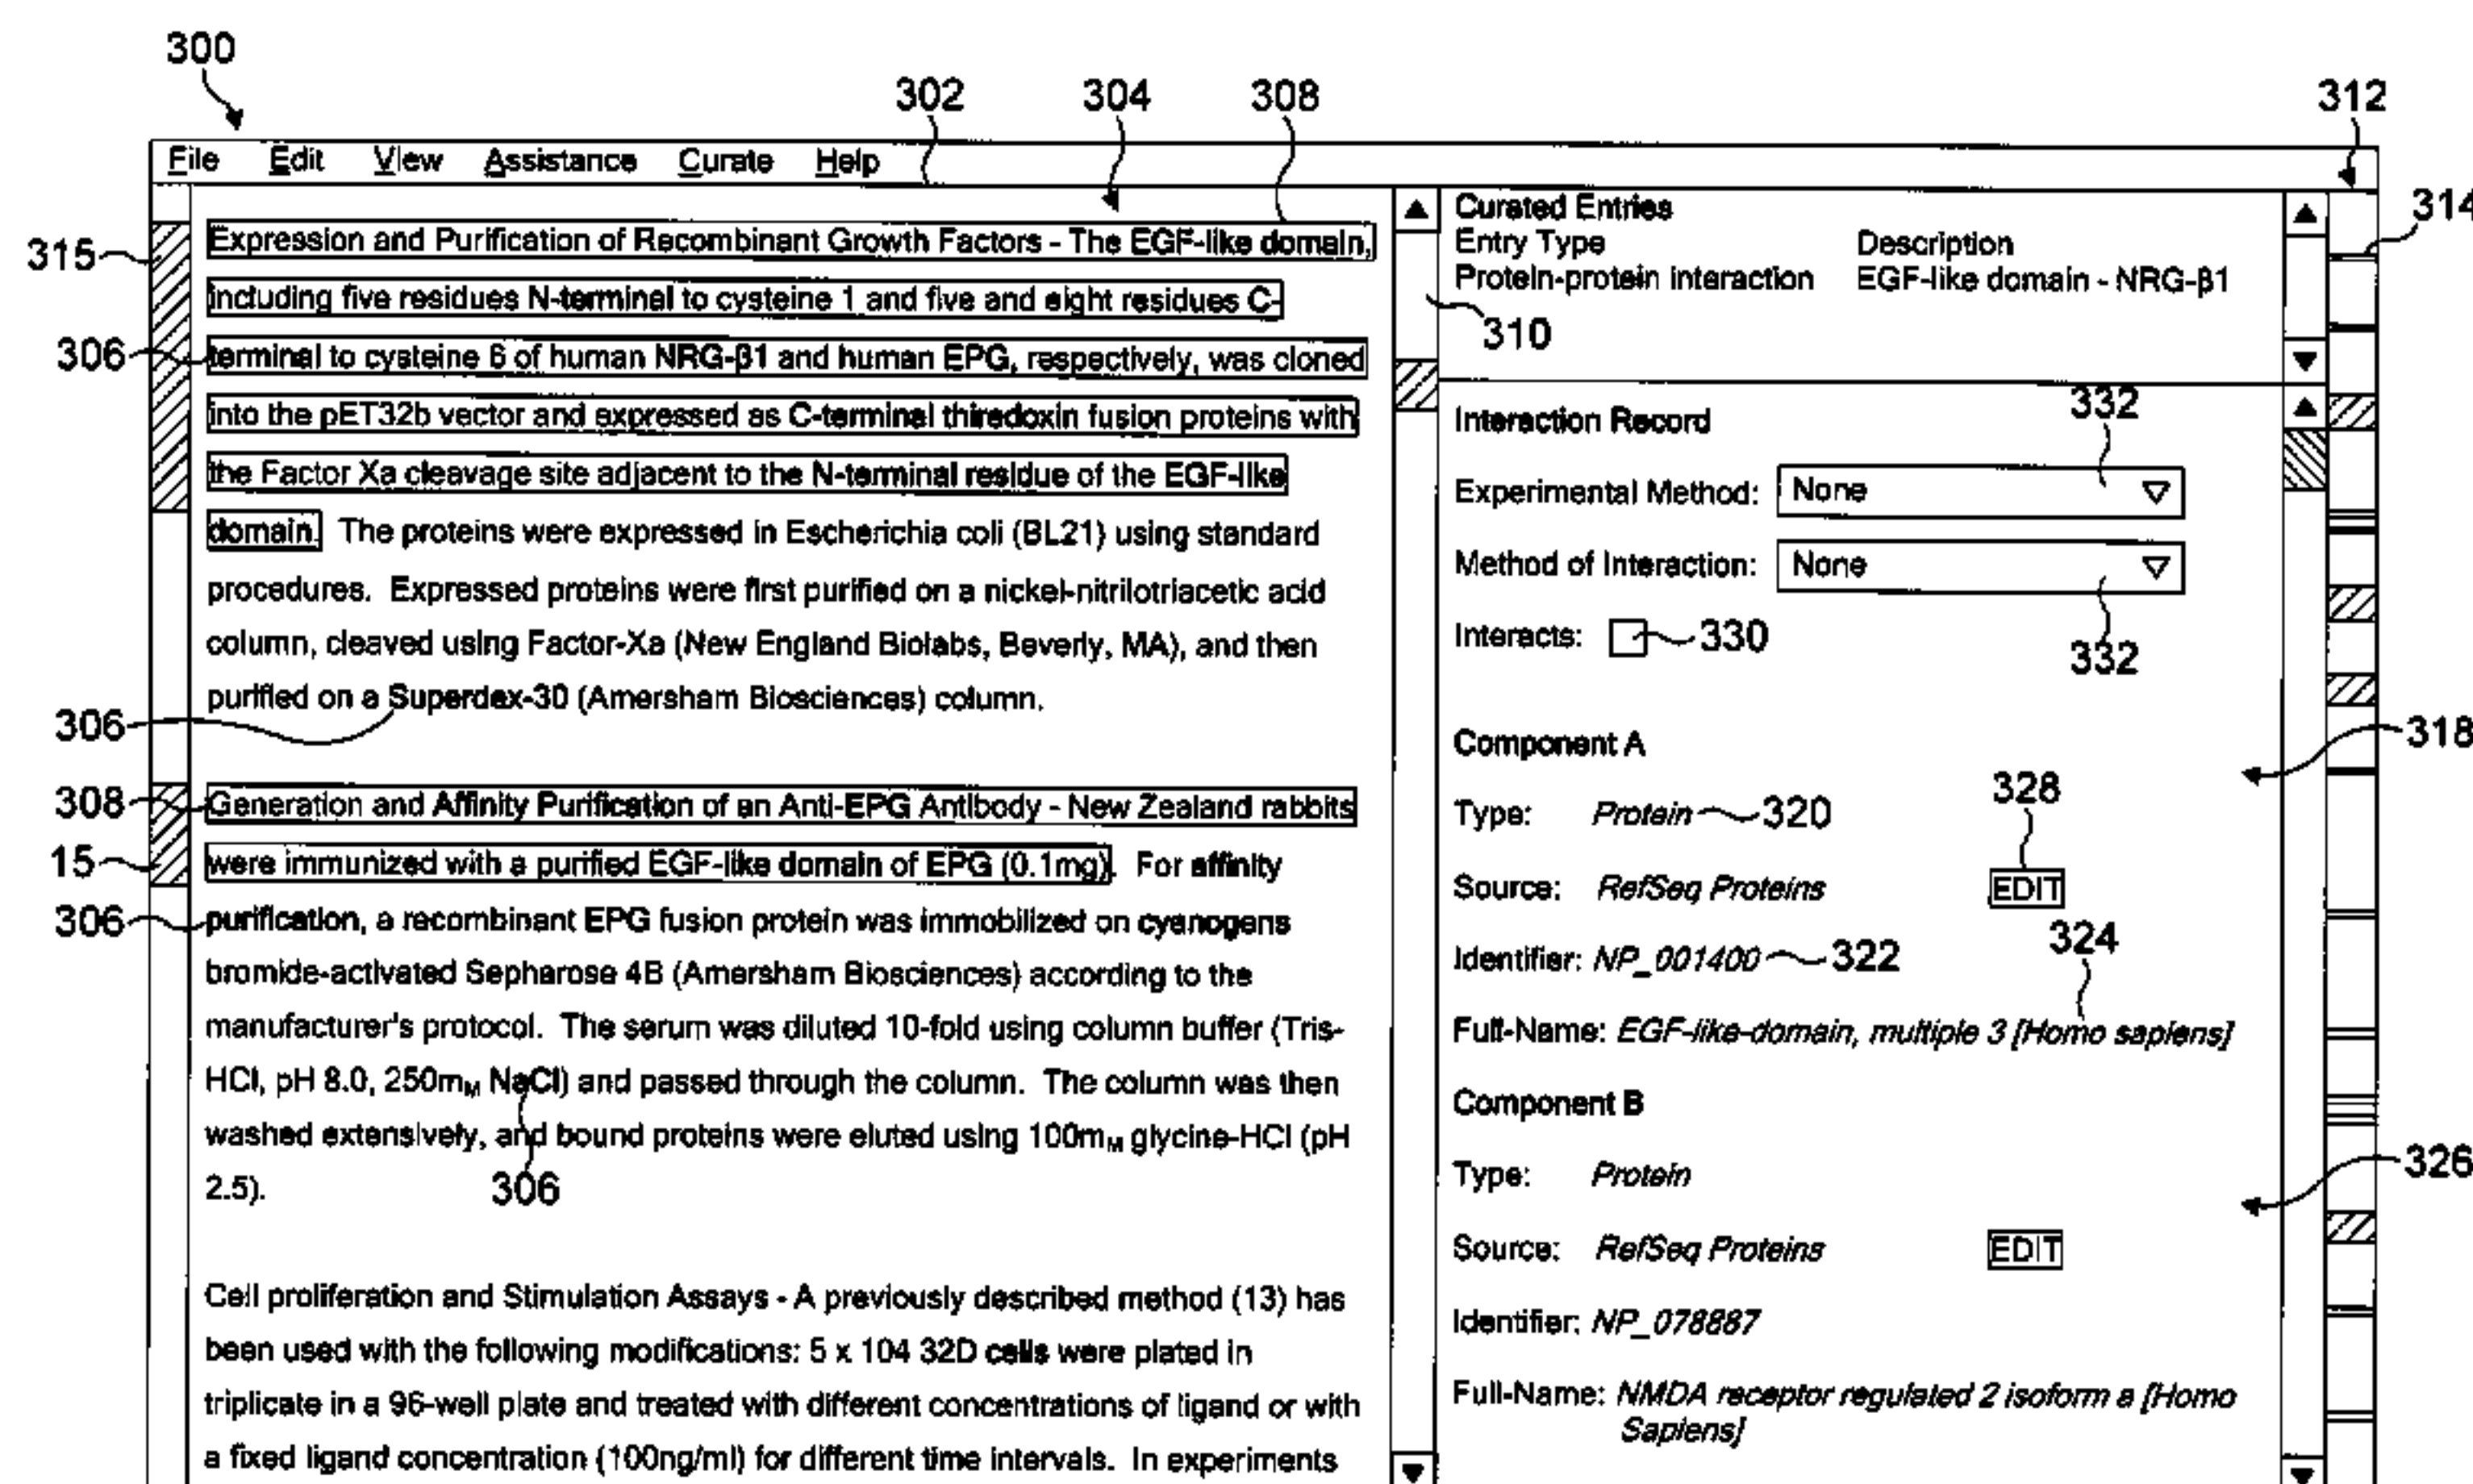 300
302 304 308 312
File Edit View Assistance Curate Help
314
315
Expression and Purification of Recombinant Growth Factors - The EGF-like domain,
including five residues N-terminal to cysteine 1 and five and eight residues C-
306
terminal to cysteine 6 of human NRG-β1 and human EPG, respectively, was cloned
into the pET32b vector and expressed as C-terminal thiredoxin fusion proteins with
the Factor Xa cleavage site adjacent to the N-terminal residue of the EGF-like
domain. The proteins were expressed in Escherichia coli (BL21) using standard
procedures. Expressed proteins were first purified on a nickel-nitrilotriacetic acid
column, cleaved using Factor-Xa (New England Biolabs, Beverly, MA), and then
purified on a Superdex-30 (Amersham Biosciences) column.
306
308
Generation and Affinity Purification of an Anti-EPG Antibody - New Zealand rabbits
15
were immunized with a purified EGF-like domain of EPG (0.1mg). For affinity
306
purification, a recombinant EPG fusion protein was immobilized on cyanogens
bromide-activated Sepharose 4B (Amersham Biosciences) according to the
manufacturer's protocol. The serum was diluted 10-fold using column buffer (Tris-
HCl, pH 8.0, 250mM NaCl) and passed through the column. The column was then
washed extensively, and bound proteins were eluted using 100mM glycine-HCl (pH
2.5).
306
Cell proliferation and Stimulation Assays - A previously described method (13) has
been used with the following modifications: 5 x 104 32D cells were plated in
triplicate in a 96-well plate and treated with different concentrations of ligand or with
a fixed ligand concentration (100ng/ml) for different time intervals. In experiments
Curated Entries
Entry Type Description
Protein-protein interaction EGF-like domain - NRG-β1
310
Interaction Record
332
Experimental Method: None
Method of Interaction: None
Interacts: 330
332
Component A
318
328
Type: Protein 320
Source: RefSeq Proteins EDIT
324
Identifier: NP_001400 322
Full-Name: EGF-like-domain, multiple 3 [Homo sapiens]
Component B
326
Type: Protein
Source: RefSeq Proteins EDIT
Identifier: NP_078887
Full-Name: NMDA receptor regulated 2 isoform a [Homo
Sapiens]